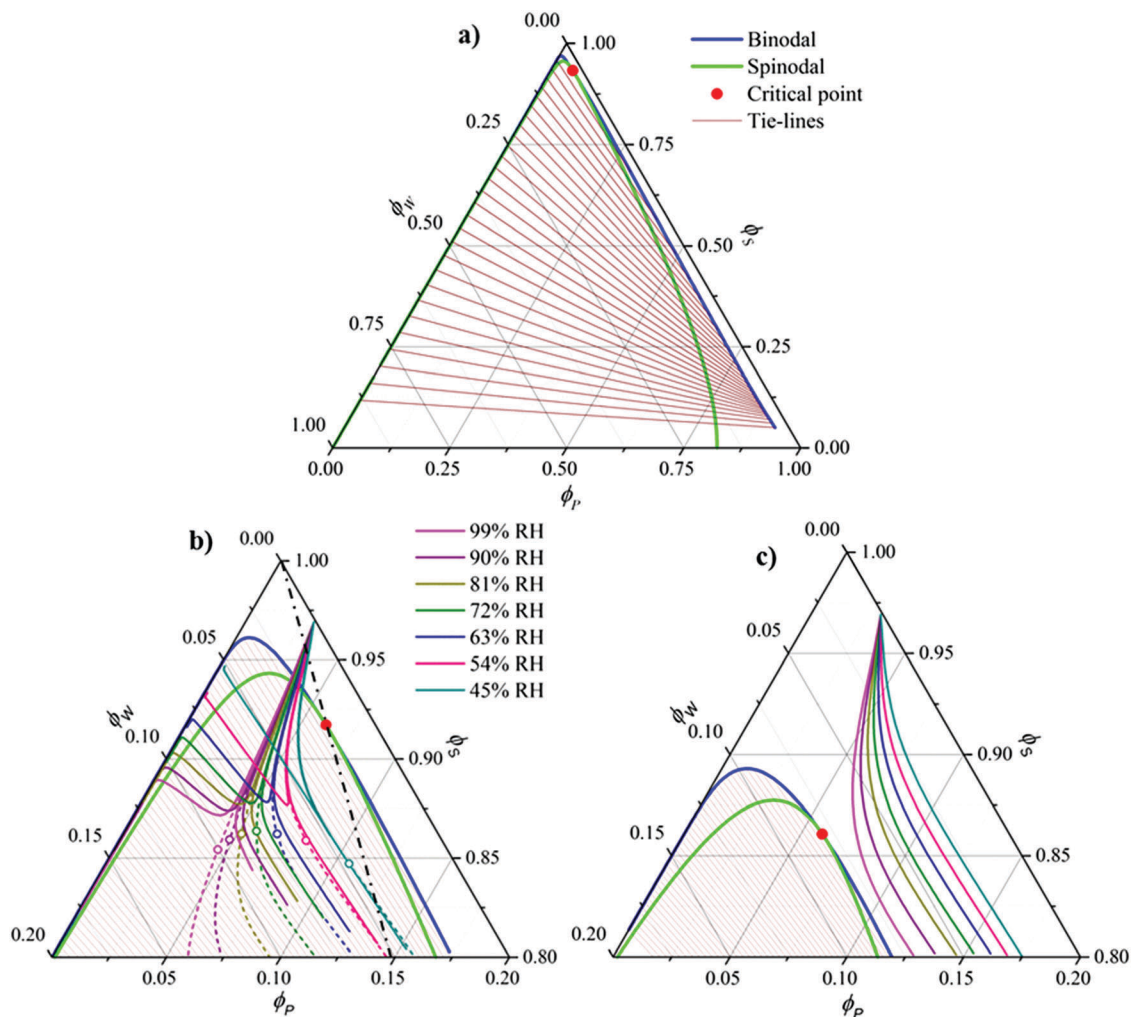 a)
0.00
1.00
Binodal
Spinodal
Critical point
Tie-lines
0.25
0.75
ϕW
0.50
0.50
ϕS
0.75
0.25
1.00
0.00
0.00
0.25
0.50
0.75
1.00
ϕP
b)
0.00
1.00
99% RH
90% RH
81% RH
72% RH
63% RH
54% RH
45% RH
0.05
0.95
ϕW
0.10
0.90
ϕS
0.15
0.85
0.20
0.80
0.05
0.10
0.15
0.20
ϕP
c)
0.00
1.00
0.05
0.95
ϕW
0.10
0.90
ϕS
0.15
0.85
0.20
0.80
0.05
0.10
0.15
0.20
ϕP